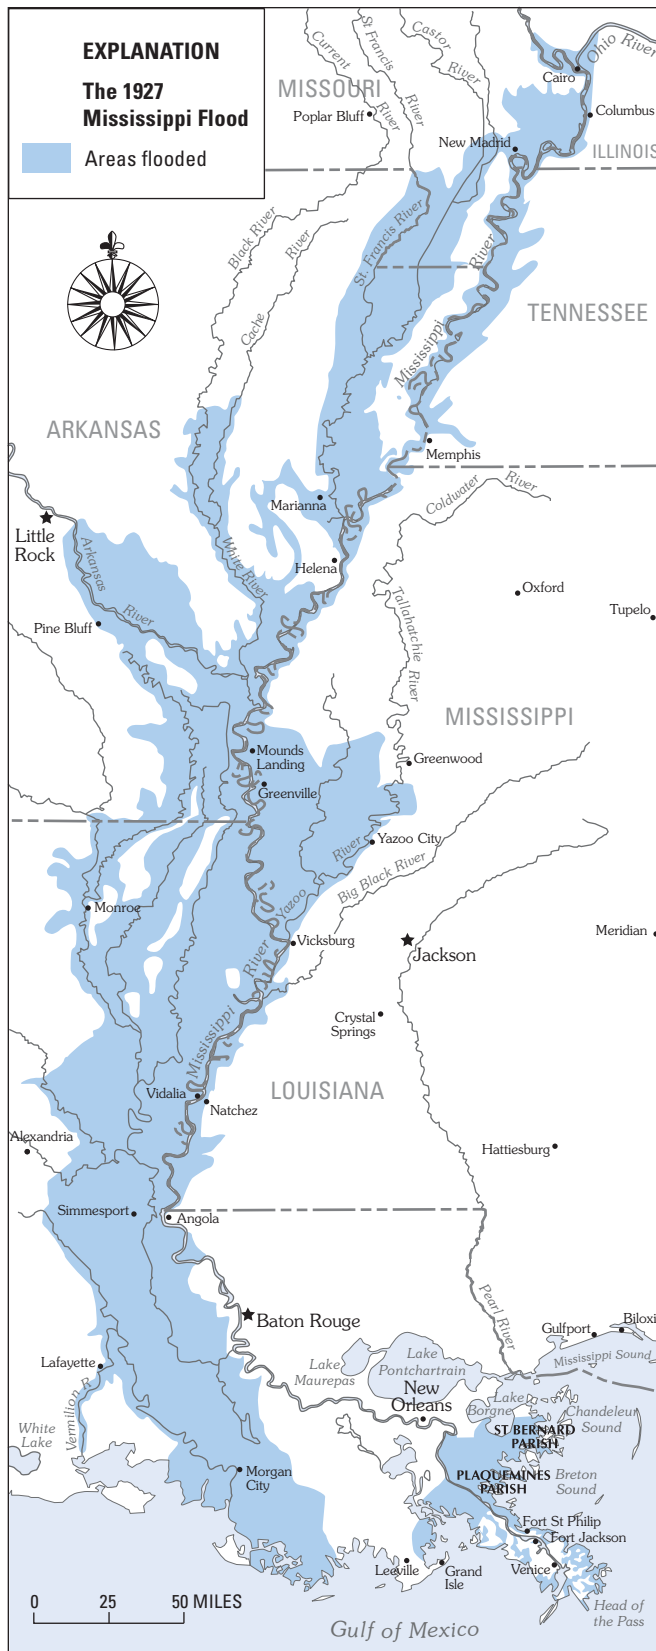 EXPLANATION
The 1927
Mississippi Flood
Areas flooded
MISSOURI
Current
River
St Francis
River
Castor
River
Ohio River
Cairo
Poplar Bluff
Columbus
New Madrid
ILLINOIS
Black River
River
Cache
St. Francis River
River
Mississippi
TENNESSEE
ARKANSAS
Memphis
Coldwater
River
Marianna
Little
Rock
Arkansas
River
White River
Helena
Tallahatchie River
Oxford
Tupelo
Pine Bluff
MISSISSIPPI
Mounds
Landing
Greenwood
Greenville
Yazoo City
River
Yazoo
Big Black River
Monroe
Meridian
Vicksburg
Jackson
River
Mississippi
Crystal
Springs
LOUISIANA
Vidalia
Natchez
Alexandria
Hattiesburg
Simmesport
Angola
Pearl River
Baton Rouge
Gulfport
Biloxi
Mississippi Sound
Lafayette
Lake
Maurepas
Lake
Pontchartrain
New
Orleans
Lake
Borgne
Chandeleur
Sound
Vermilion R
White
Lake
ST BERNARD
PARISH
Morgan
City
PLAQUEMINES
PARISH
Breton
Sound
Fort St Philip
Fort Jackson
Leeville
Grand
Isle
Venice
Head of
the Pass
0 25 50 MILES
Gulf of Mexico